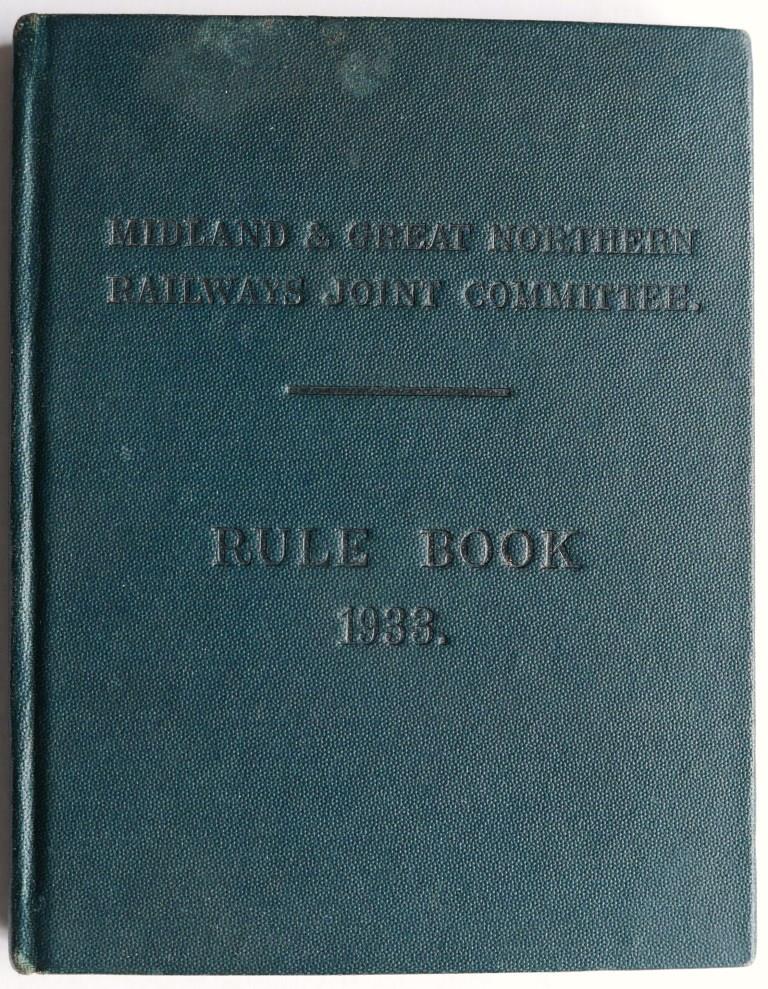 MIDLAND & GREAT NORTHERN
RAILWAYS JOINT COMMITTEE.
RULE BOOK
1933.